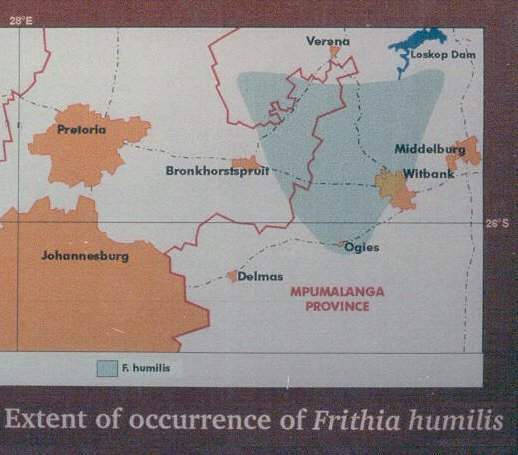 28°E
Verena
Loskop Dam
Pretoria
Middelburg
Bronkhorstspruit
Witbank
26°S
Johannesburg
Ogies
Delmas
MPUMALANGA
PROVINCE
F. humilis
Extent of occurrence of Frithia humilis